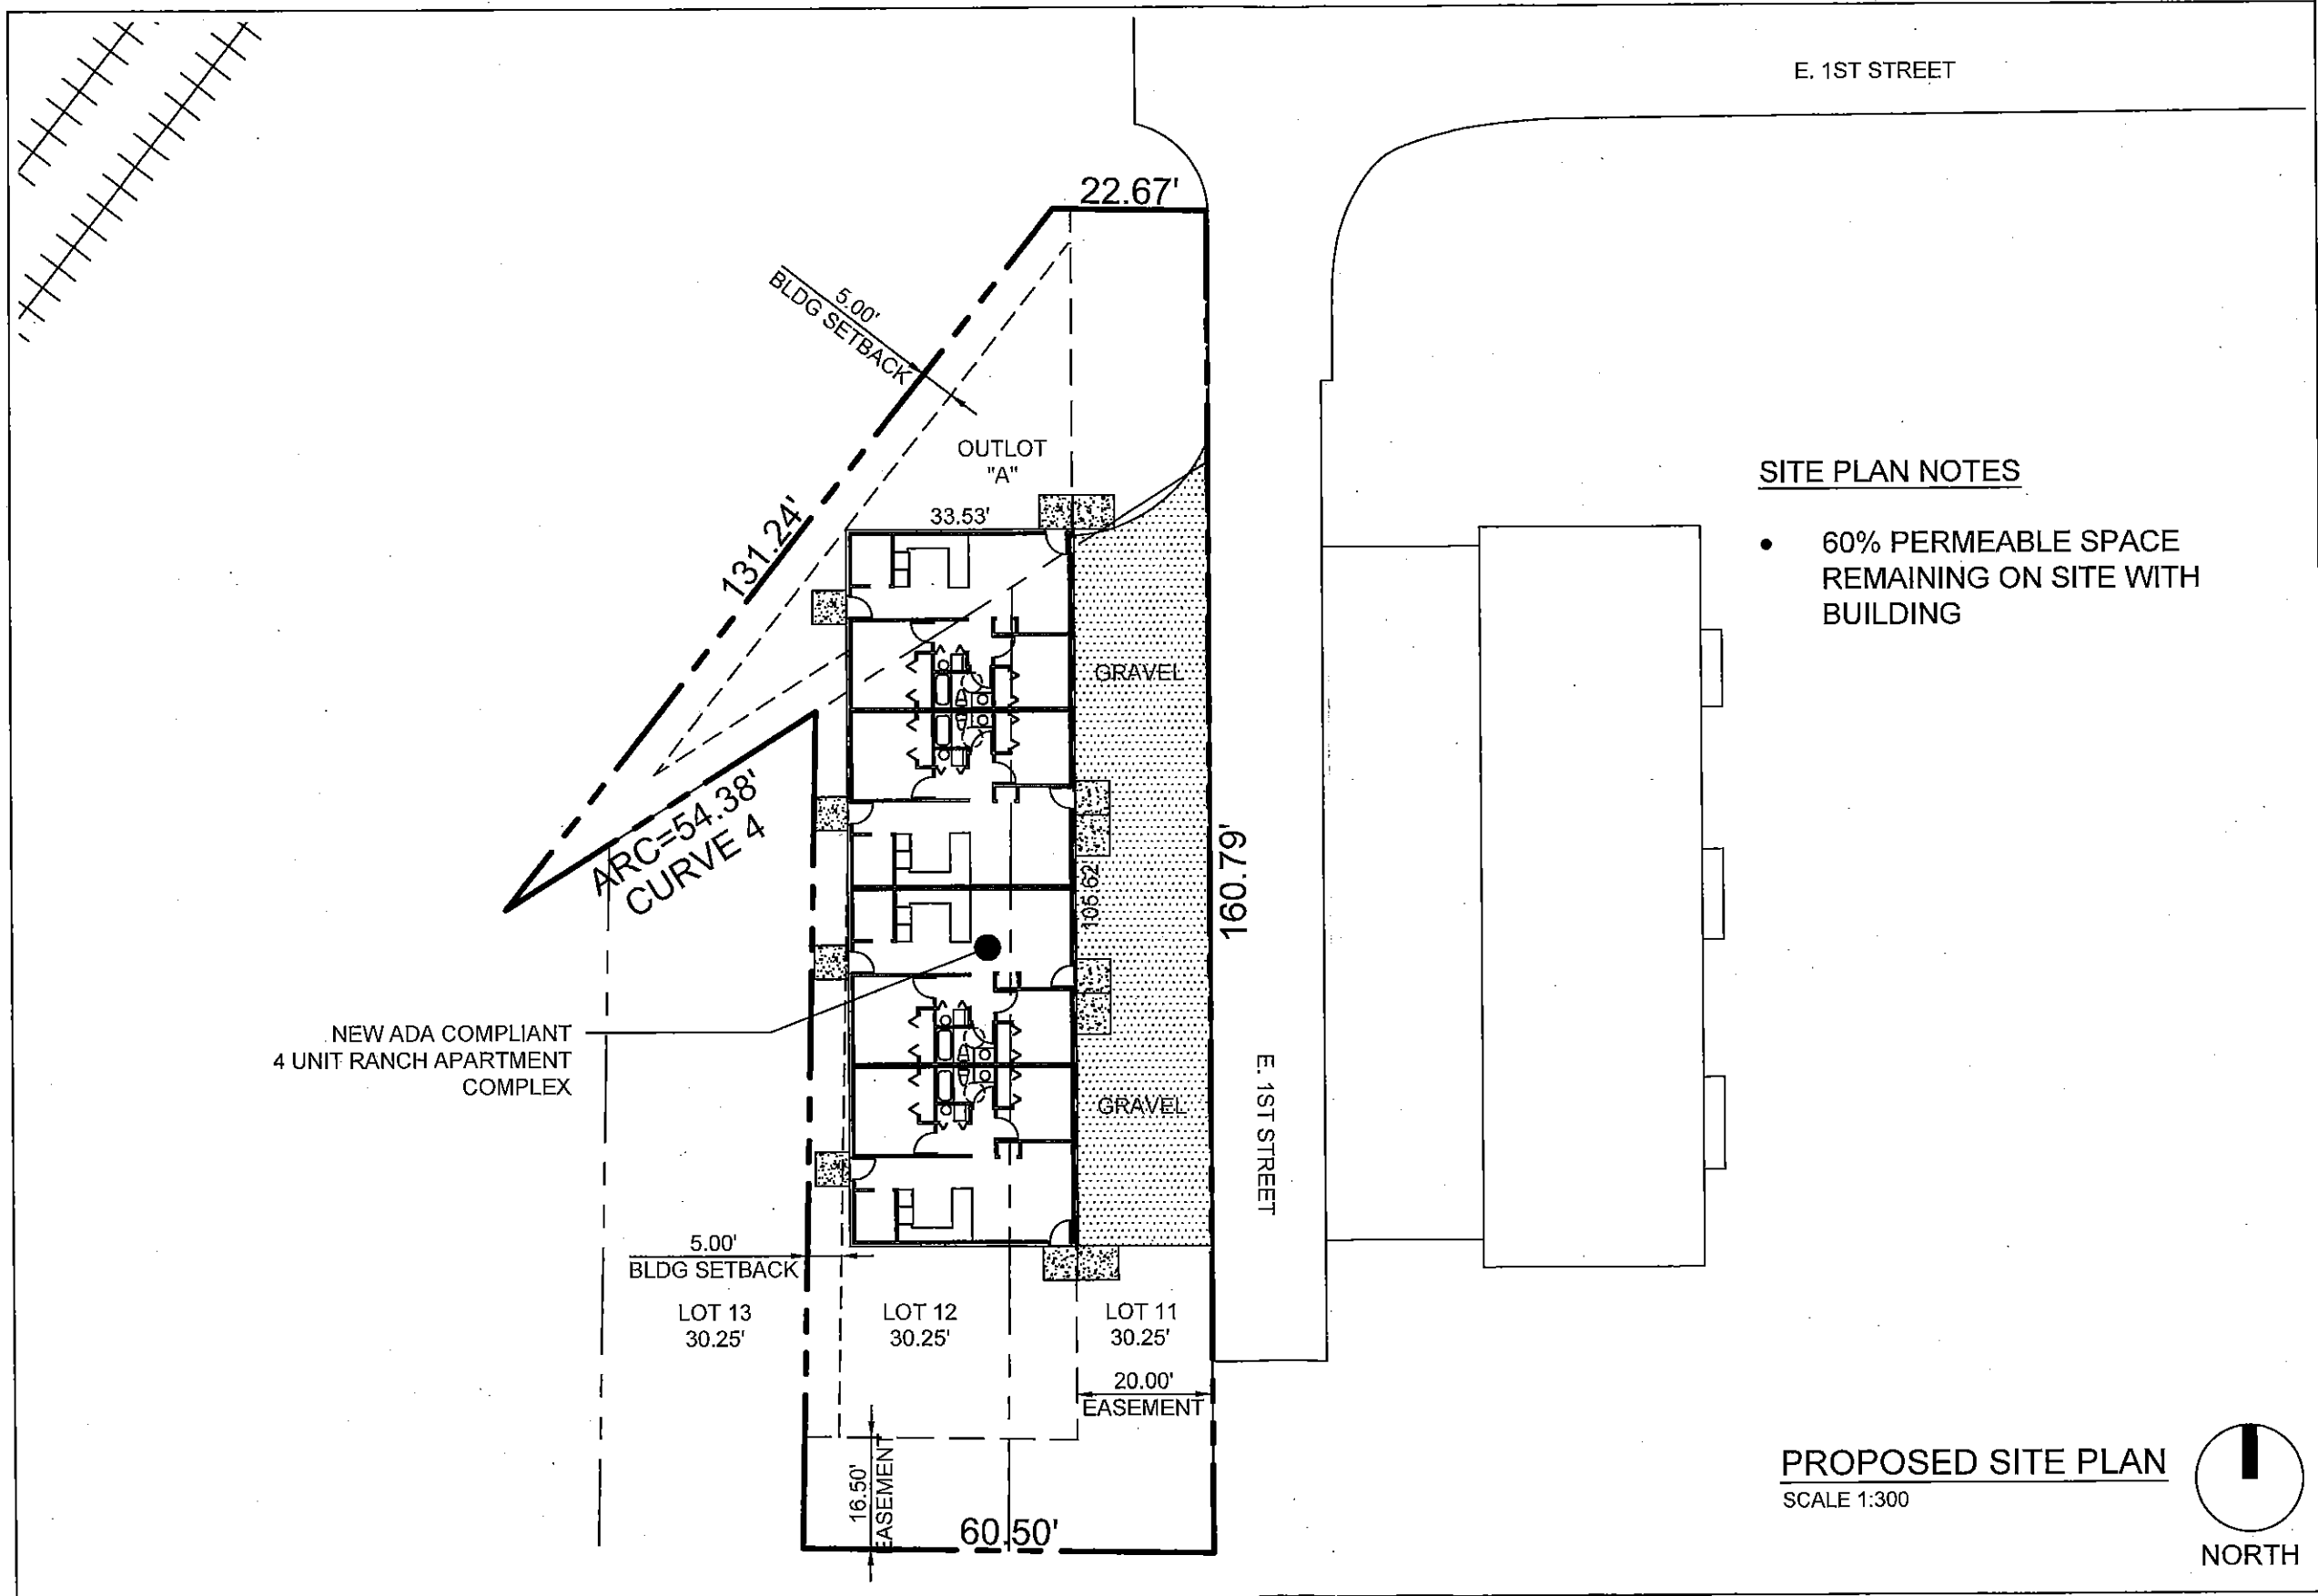 E. 1ST STREET
22.67'
5.00'
BLDG SETBACK
OUTLOT
"A"
33.53'
131.24'
SITE PLAN NOTES
• 60% PERMEABLE SPACE
REMAINING ON SITE WITH
BUILDING
GRAVEL
ARC=54.38'
CURVE 4
105.62'
160.79'
NEW ADA COMPLIANT
4 UNIT RANCH APARTMENT
COMPLEX
GRAVEL
E. 1ST STREET
5.00'
BLDG SETBACK
LOT 13
30.25'
LOT 12
30.25'
LOT 11
30.25'
20.00'
EASEMENT
16.50'
EASEMENT
60.50'
PROPOSED SITE PLAN
SCALE 1:300
NORTH